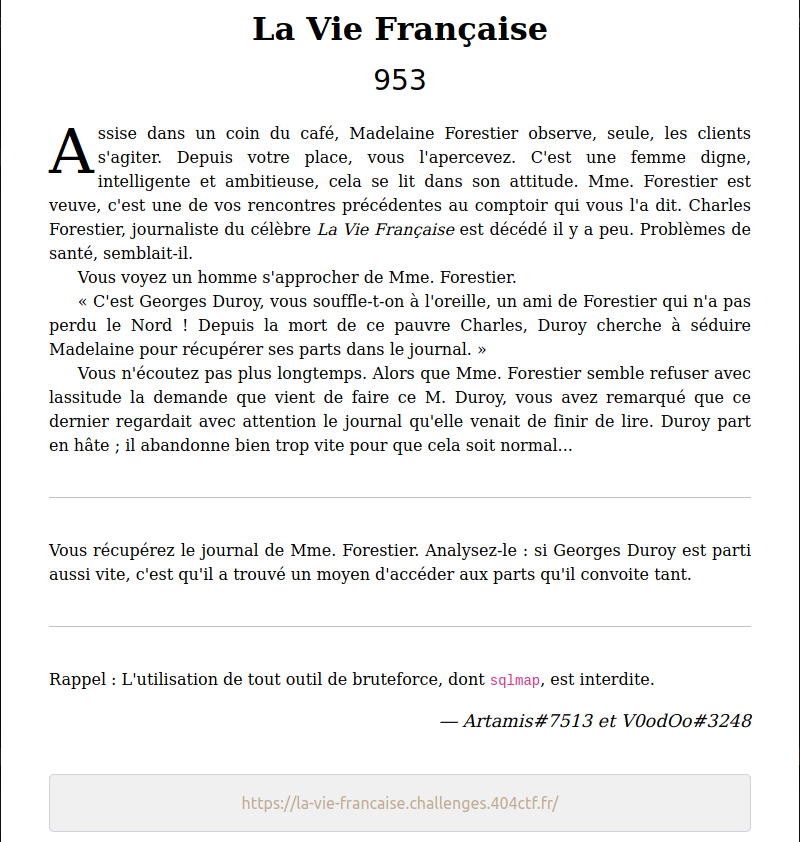 La Vie Française
953
Assise dans un coin du café, Madelaine Forestier observe, seule, les clients
s'agiter. Depuis votre place, vous l'apercevez. C'est une femme digne,
intelligente et ambitieuse, cela se lit dans son attitude. Mme. Forestier est
veuve, c'est une de vos rencontres précédentes au comptoir qui vous l'a dit. Charles
Forestier, journaliste du célèbre La Vie Française est décédé il y a peu. Problèmes de
santé, semblait-il.
Vous voyez un homme s'approcher de Mme. Forestier.
« C'est Georges Duroy, vous souffle-t-on à l'oreille, un ami de Forestier qui n'a pas
perdu le Nord ! Depuis la mort de ce pauvre Charles, Duroy cherche à séduire
Madelaine pour récupérer ses parts dans le journal. »
Vous n'écoutez pas plus longtemps. Alors que Mme. Forestier semble refuser avec
lassitude la demande que vient de faire ce M. Duroy, vous avez remarqué que ce
dernier regardait avec attention le journal qu'elle venait de finir de lire. Duroy part
en hâte ; il abandonne bien trop vite pour que cela soit normal...
Vous récupérez le journal de Mme. Forestier. Analysez-le : si Georges Duroy est parti
aussi vite, c'est qu'il a trouvé un moyen d'accéder aux parts qu'il convoite tant.
Rappel : L'utilisation de tout outil de bruteforce, dont sqlmap, est interdite.
— Artamis#7513 et V0odOo#3248
https://la-vie-francaise.challenges.404ctf.fr/